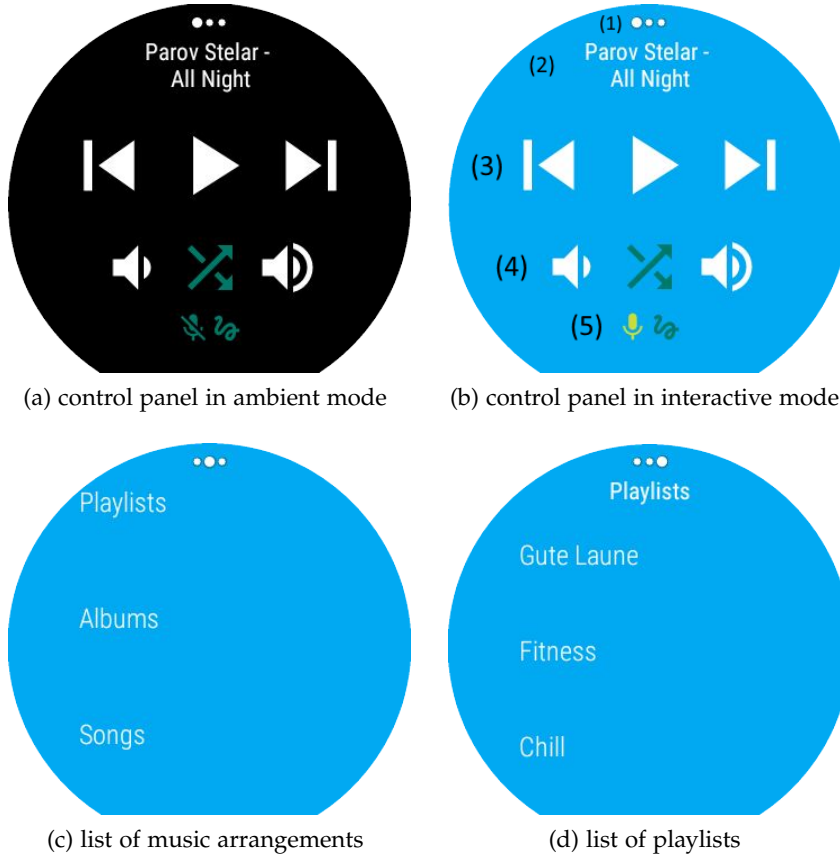 Parov Stelar -
All Night
(a) control panel in ambient mode
(1)
Parov Stelar -
(2)
All Night
(3)
(4)
(5)
(b) control panel in interactive mode
Playlists
Albums
Songs
(c) list of music arrangements
Playlists
Gute Laune
Fitness
Chill
(d) list of playlists